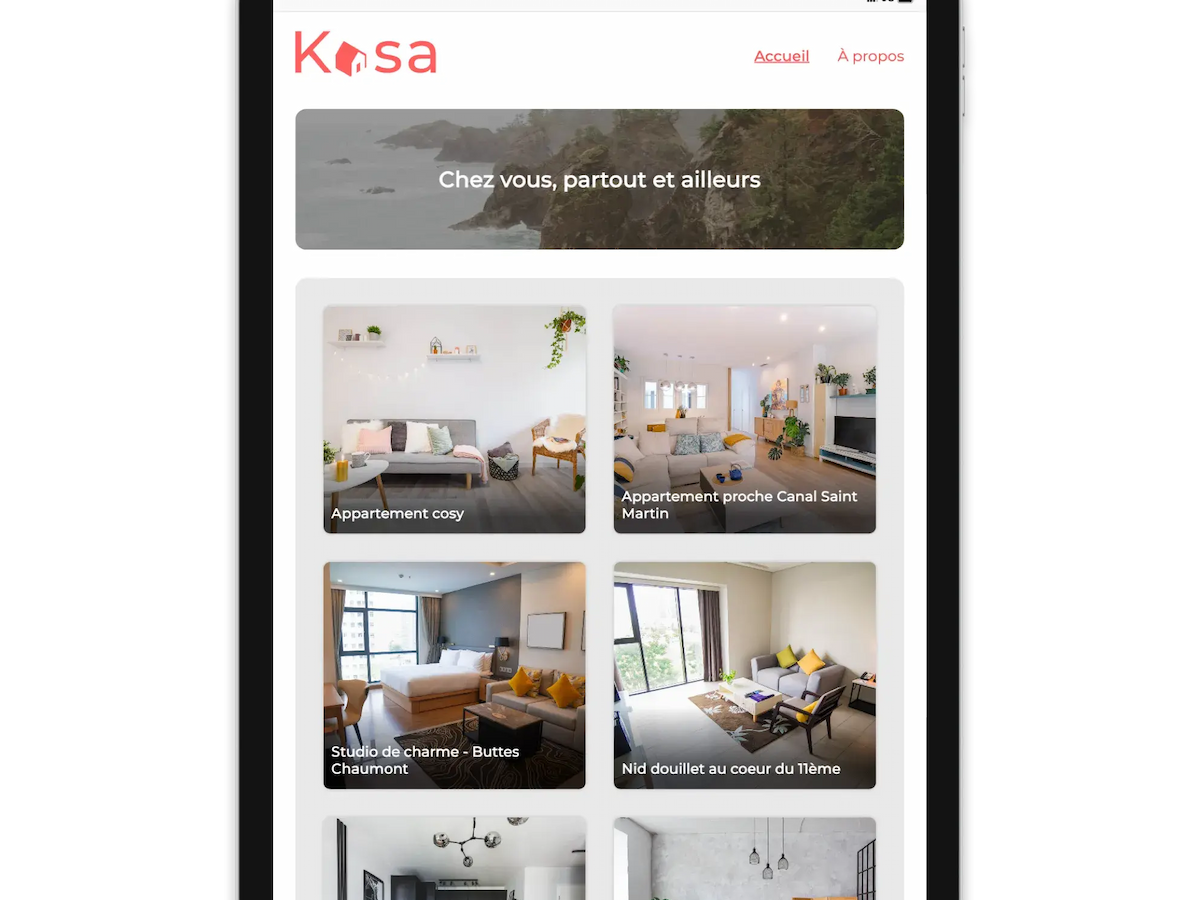 Kasa
Accueil
À propos
Chez vous, partout et ailleurs
Appartement cosy
Appartement proche Canal Saint
Martin
Studio de charme - Buttes
Chaumont
Nid douillet au coeur du 11ème